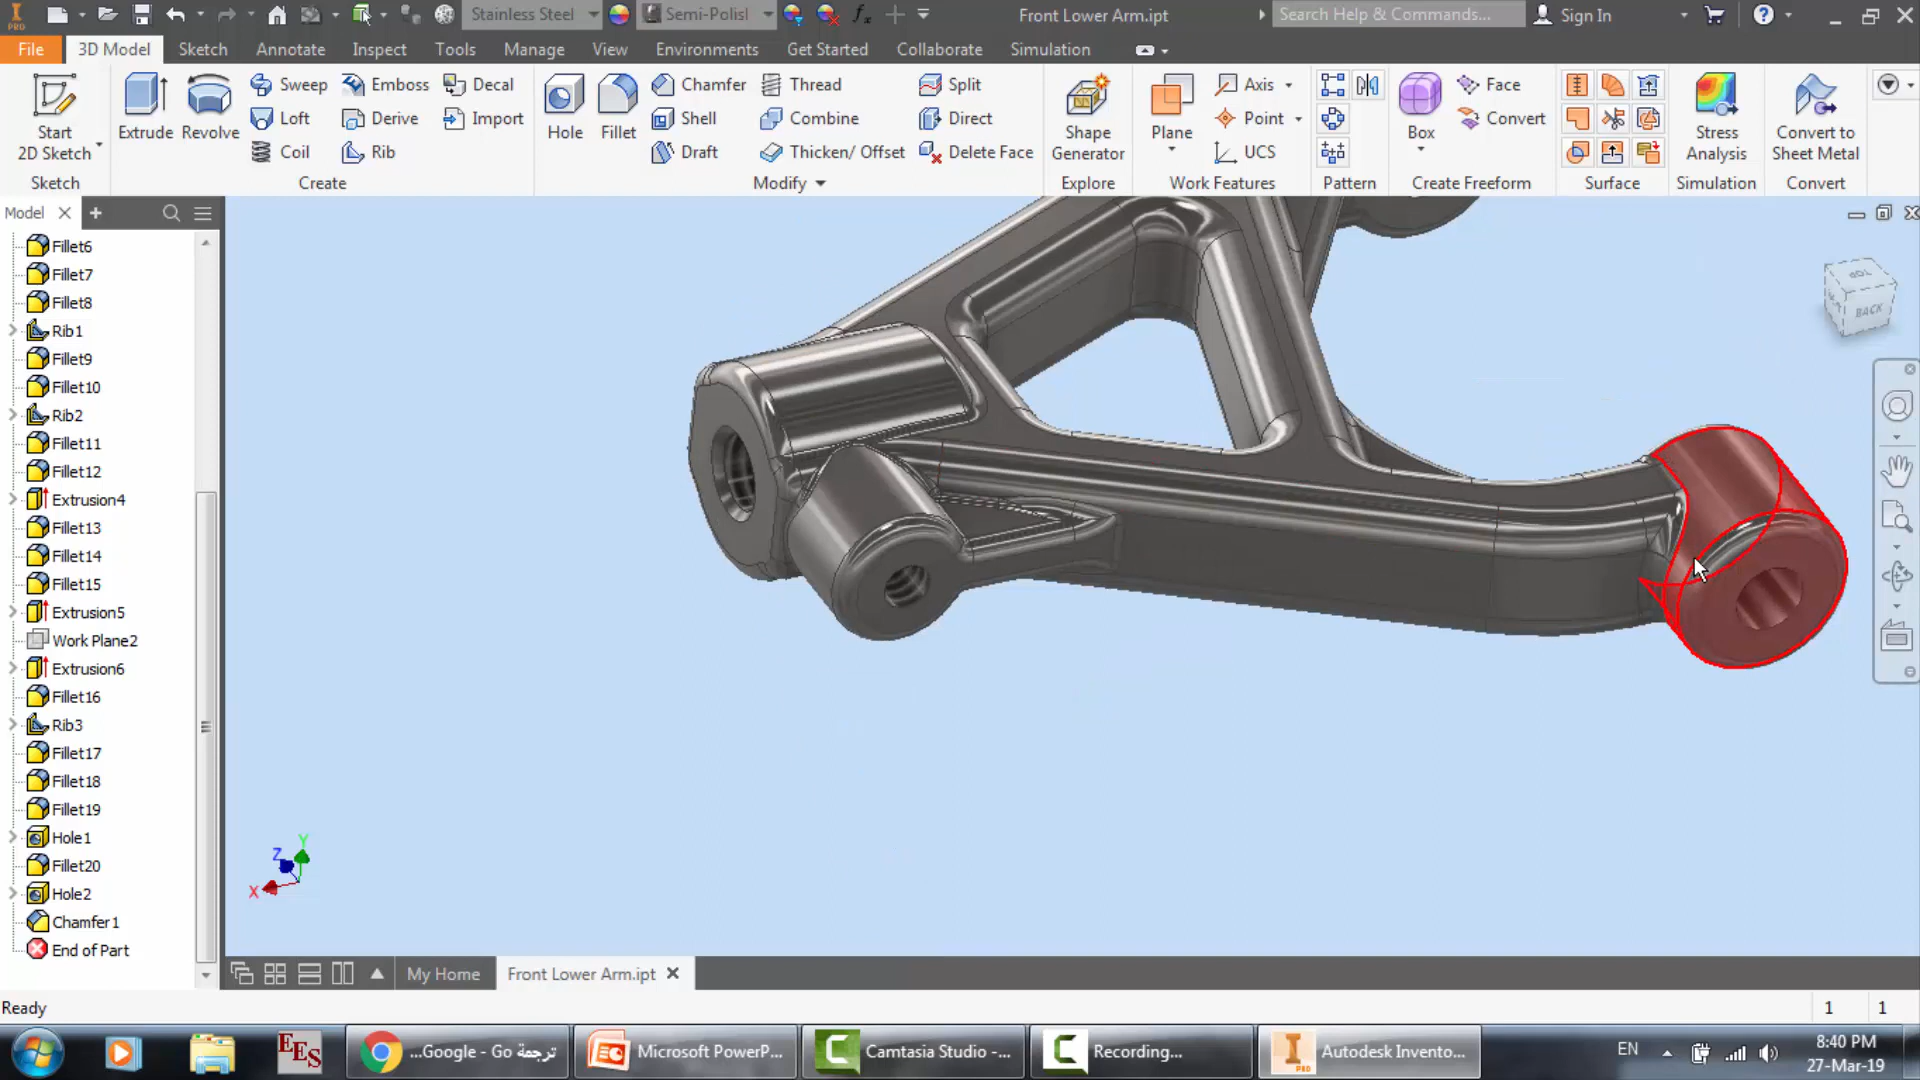 PRO
Stainless Steel
Semi-Polisl
Front Lower Arm.ipt
Search Help & Commands...
Sign In
File
3D Model
Sketch
Annotate
Inspect
Tools
Manage
View
Environments
Get Started
Collaborate
Simulation
Start
2D Sketch
Extrude
Revolve
Sweep
Loft
Coil
Emboss
Derive
Rib
Decal
Import
Hole
Fillet
Chamfer
Shell
Draft
Thread
Combine
Thicken/ Offset
Split
Direct
Delete Face
Shape
Generator
Plane
Axis
Point
UCS
Box
Face
Convert
Stress
Analysis
Convert to
Sheet Metal
Sketch
Create
Modify
Explore
Work Features
Pattern
Create Freeform
Surface
Simulation
Convert
Model
Fillet6
Fillet7
Fillet8
Rib1
Fillet9
Fillet10
Rib2
Fillet11
Fillet12
Extrusion4
Fillet13
Fillet14
Fillet15
Extrusion5
Work Plane2
Extrusion6
Fillet16
Rib3
Fillet17
Fillet18
Fillet19
Hole1
Fillet20
Hole2
Chamfer1
End of Part
TOP
BACK
Y
Z
X
My Home
Front Lower Arm.ipt
Ready
1
1
EES
...Google - Go ترجمة
Microsoft PowerP...
Camtasia Studio -...
Recording...
Autodesk Invento...
EN
8:40 PM
27-Mar-19